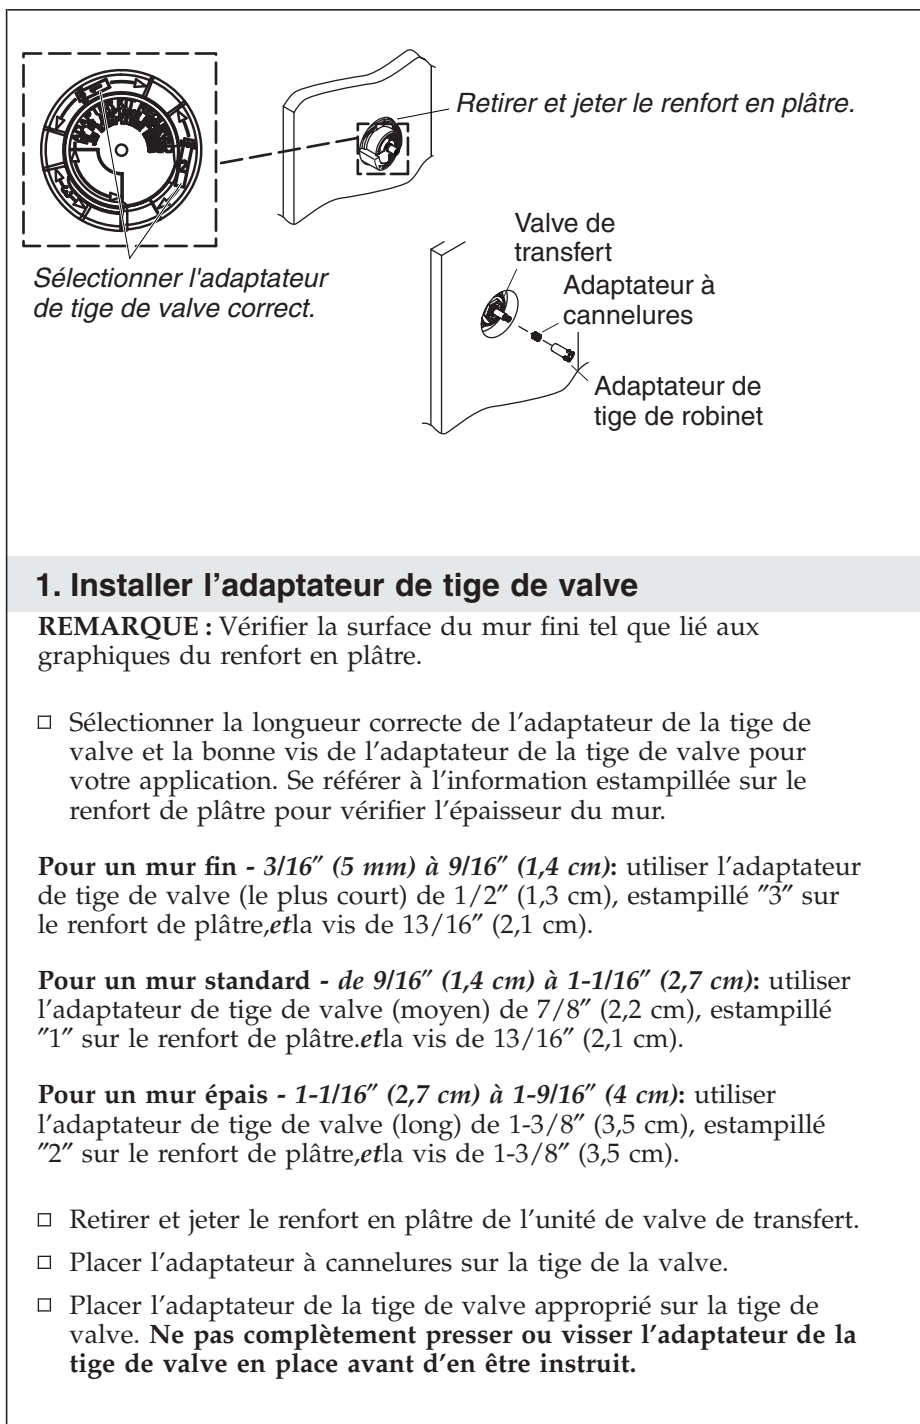 Retirer et jeter le renfort en plâtre.
Sélectionner l'adaptateur
de tige de valve correct.
Valve de
transfert
Adaptateur à
cannelures
Adaptateur de
tige de robinet
1. Installer l’adaptateur de tige de valve
REMARQUE : Vérifier la surface du mur fini tel que lié aux
graphiques du renfort en plâtre.
□ Sélectionner la longueur correcte de l’adaptateur de la tige de
valve et la bonne vis de l’adaptateur de la tige de valve pour
votre application. Se référer à l’information estampillée sur le
renfort de plâtre pour vérifier l’épaisseur du mur.
Pour un mur fin - 3/16″ (5 mm) à 9/16″ (1,4 cm): utiliser l’adaptateur
de tige de valve (le plus court) de 1/2″ (1,3 cm), estampillé ″3″ sur
le renfort de plâtre,etla vis de 13/16″ (2,1 cm).
Pour un mur standard - de 9/16″ (1,4 cm) à 1-1/16″ (2,7 cm): utiliser
l’adaptateur de tige de valve (moyen) de 7/8″ (2,2 cm), estampillé
″1″ sur le renfort de plâtre.etla vis de 13/16″ (2,1 cm).
Pour un mur épais - 1-1/16″ (2,7 cm) à 1-9/16″ (4 cm): utiliser
l’adaptateur de tige de valve (long) de 1-3/8″ (3,5 cm), estampillé
″2″ sur le renfort de plâtre,etla vis de 1-3/8″ (3,5 cm).
□ Retirer et jeter le renfort en plâtre de l’unité de valve de transfert.
□ Placer l’adaptateur à cannelures sur la tige de la valve.
□ Placer l’adaptateur de la tige de valve approprié sur la tige de
valve. Ne pas complètement presser ou visser l’adaptateur de la
tige de valve en place avant d’en être instruit.